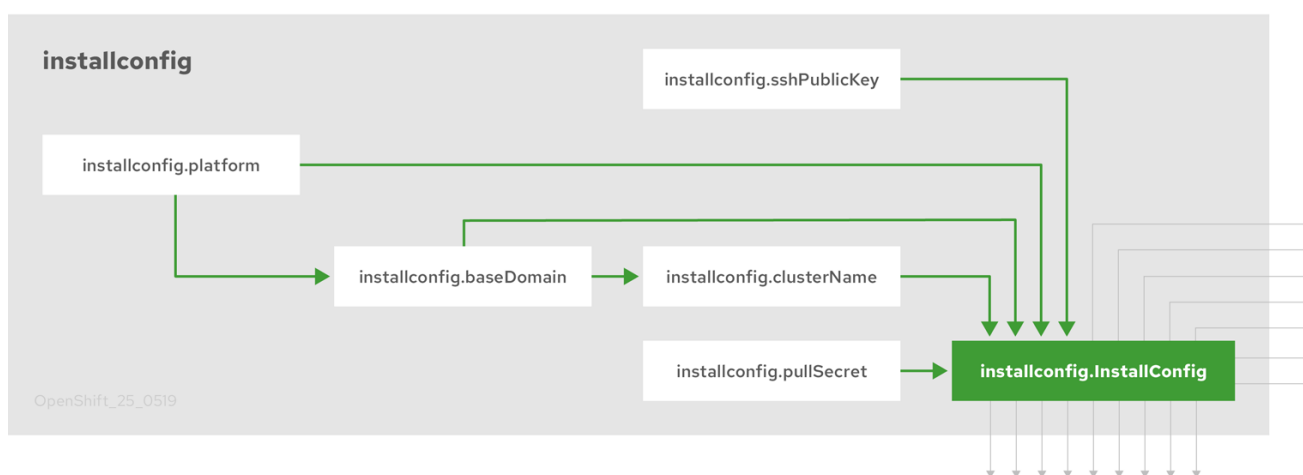 installconfig
installconfig.sshPublicKey
installconfig.platform
installconfig.baseDomain
installconfig.clusterName
installconfig.pullSecret
installconfig.InstallConfig
OpenShift_25_0519